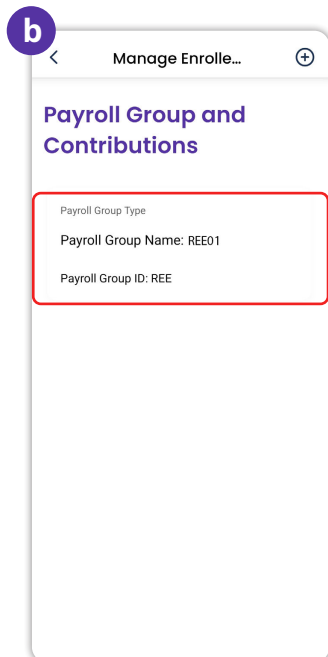 b
Manage Enrolle...
Payroll Group and
Contributions
Payroll Group Type
Payroll Group Name: REE01
Payroll Group ID: REE